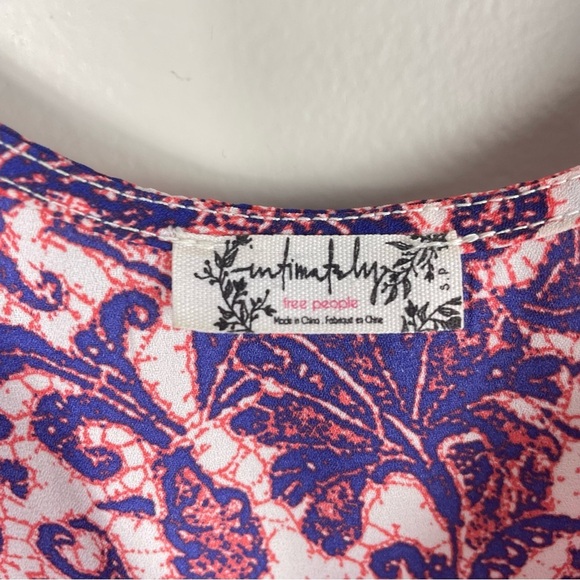 intimately
free people
Made in China . Fabriqué en Chine
S P